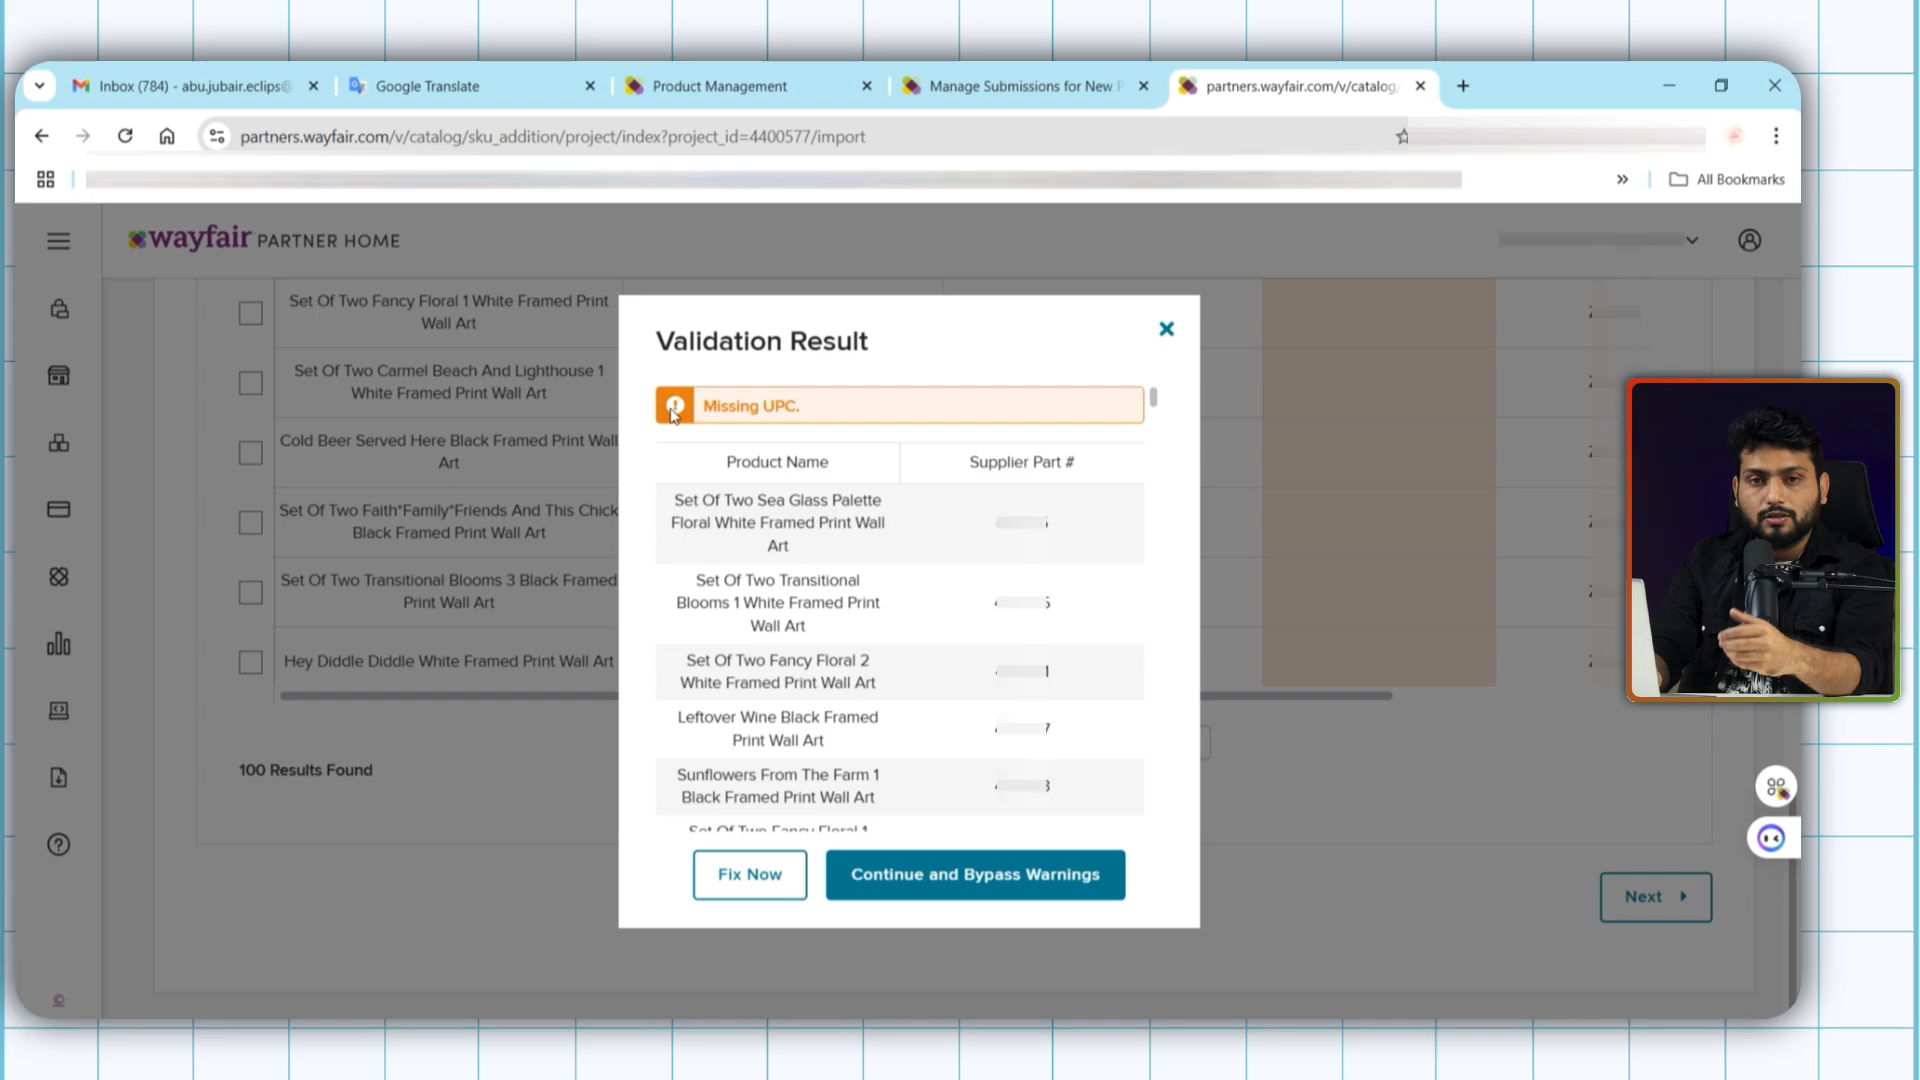 Inbox (784) - abu.jubair.eclips@
Google Translate
Product Management
Manage Submissions for New P
partners.wayfair.com/v/catalog/
partners.wayfair.com/v/catalog/sku_addition/project/index?project_id=4400577/import
All Bookmarks
wayfair PARTNER HOME
Set Of Two Fancy Floral 1 White Framed Print
Wall Art
Set Of Two Carmel Beach And Lighthouse 1
White Framed Print Wall Art
Cold Beer Served Here Black Framed Print Wall
Art
Set Of Two Faith*Family*Friends And This Chick
Black Framed Print Wall Art
Set Of Two Transitional Blooms 3 Black Framed
Print Wall Art
Hey Diddle Diddle White Framed Print Wall Art
100 Results Found
Validation Result
Missing UPC.
Product Name
Supplier Part #
Set Of Two Sea Glass Palette
Floral White Framed Print Wall
Art
Set Of Two Transitional
Blooms 1 White Framed Print
Wall Art
Set Of Two Fancy Floral 2
White Framed Print Wall Art
Leftover Wine Black Framed
Print Wall Art
Sunflowers From The Farm 1
Black Framed Print Wall Art
Set Of Two Fancy Floral 1
Fix Now
Continue and Bypass Warnings
Next